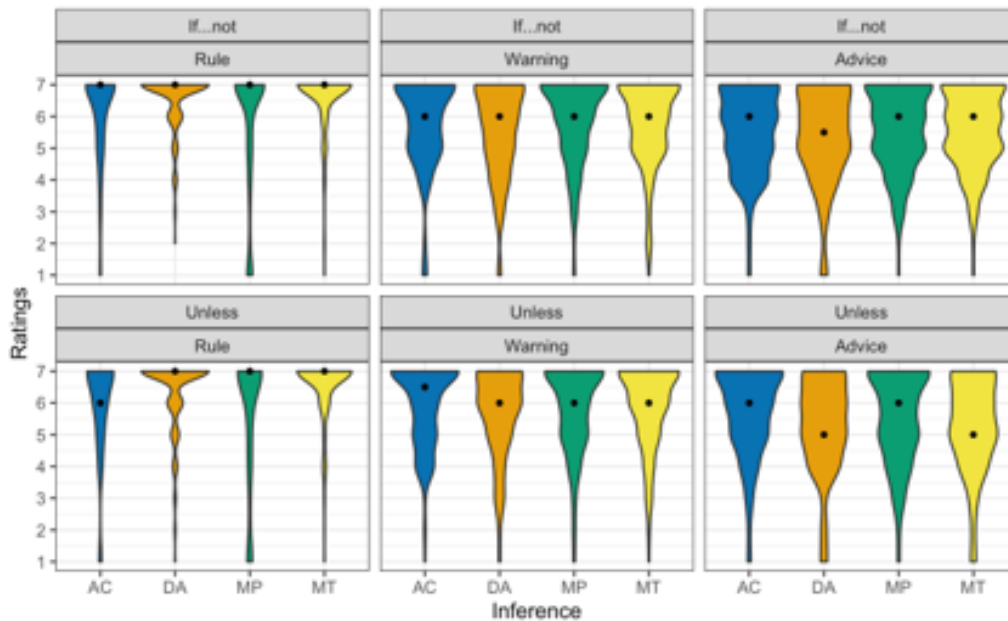 If...not If...not If...not
Rule Warning Advice
7
6
5
4
3
2
1
Unless Unless Unless
Rule Warning Advice
7
6
5
4
3
2
1
Ratings
AC DA MP MT AC DA MP MT AC DA MP MT
Inference